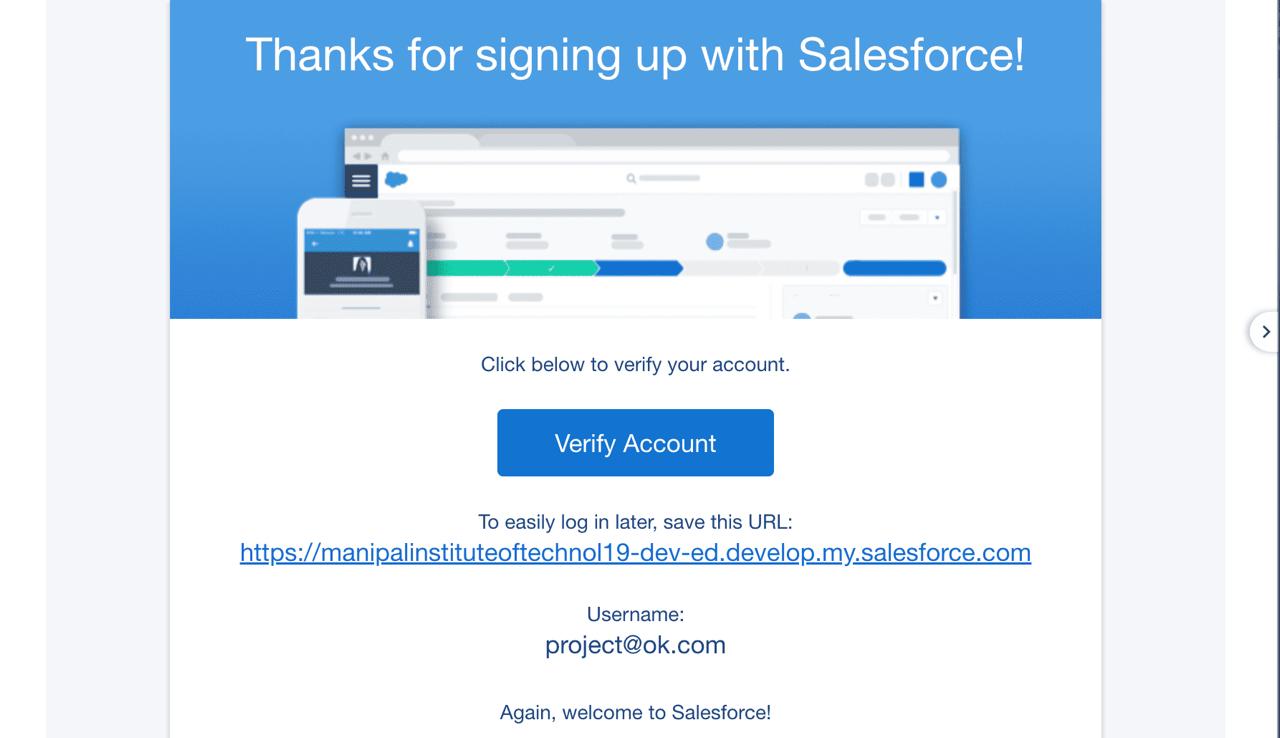 Thanks for signing up with Salesforce!
Click below to verify your account.
Verify Account
To easily log in later, save this URL:
https://manipalinstituteoftechnol19-dev-ed.develop.my.salesforce.com
Username:
project@ok.com
Again, welcome to Salesforce!